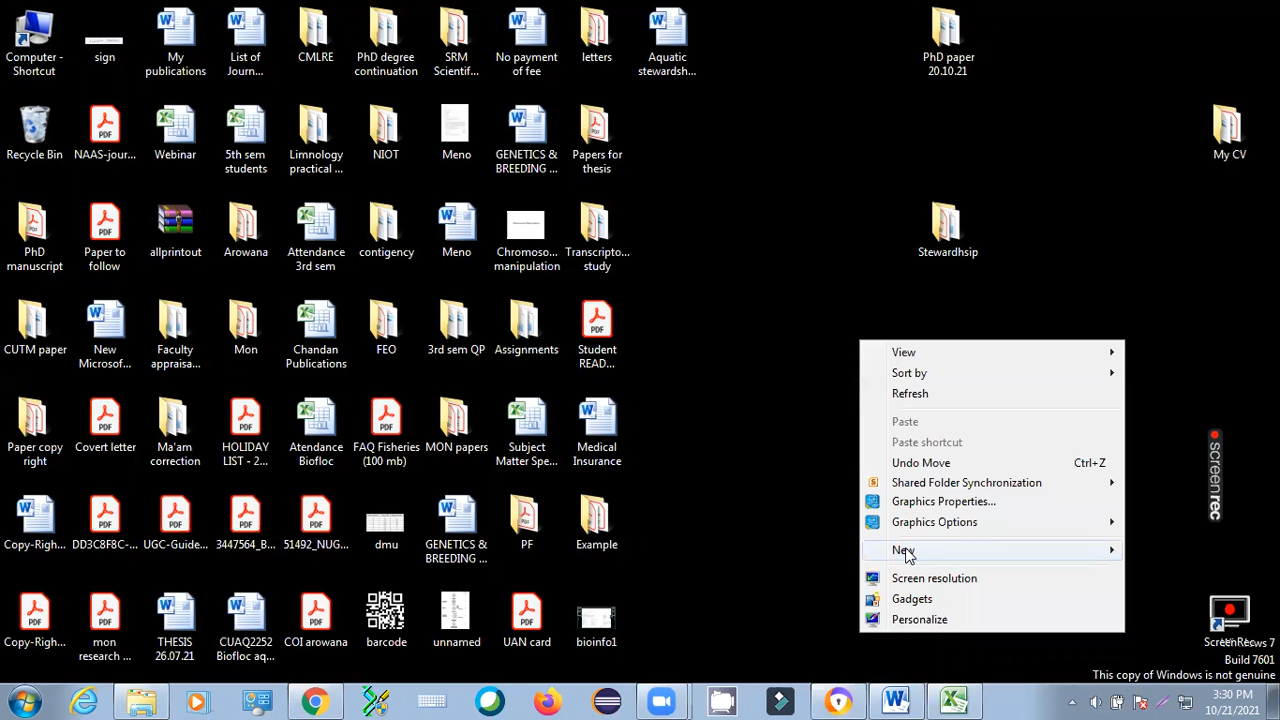 Computer -
Shortcut
sign
My
publications
List of
Journ...
CMLRE
PhD degree
continuation
SRM
Scientif...
No payment
of fee
letters
Aquatic
stewardsh...
PhD paper
20.10.21
Recycle Bin
NAAS-jour...
Webinar
5th sem
students
Limnology
practical ...
NIOT
Meno
GENETICS &
BREEDING ...
Papers for
thesis
My CV
PhD
manuscript
Paper to
follow
allprintout
Arowana
Attendance
3rd sem
contigency
Meno
Chromoso...
manipulation
Transcripto...
study
Stewardhsip
CUTM paper
New
Microsof...
Faculty
appraisa...
Mon
Chandan
Publications
FEO
3rd sem QP
Assignments
Student
READ...
Paper copy
right
Covert letter
Ma'am
correction
HOLIDAY
LIST - 2...
Atendance
Biofloc
FAQ Fisheries
(100 mb)
MON papers
Subject
Matter Spe...
Medical
Insurance
Copy-Righ...
DD3C8F8C-...
UGC-Guide...
3447564_B...
51492_NUG...
dmu
GENETICS &
BREEDING ...
PF
Example
Copy-Righ...
mon
research ...
THESIS
26.07.21
CUAQ2252
Biofloc aq...
COI arowana
barcode
unnamed
UAN card
bioinfo1
View
Sort by
Refresh
Paste
Paste shortcut
Undo Move Ctrl+Z
Shared Folder Synchronization
Graphics Properties...
Graphics Options
New
Screen resolution
Gadgets
Personalize
screenrec
ScreenRec
Build 7601
This copy of Windows is not genuine
3:30 PM
10/21/2021